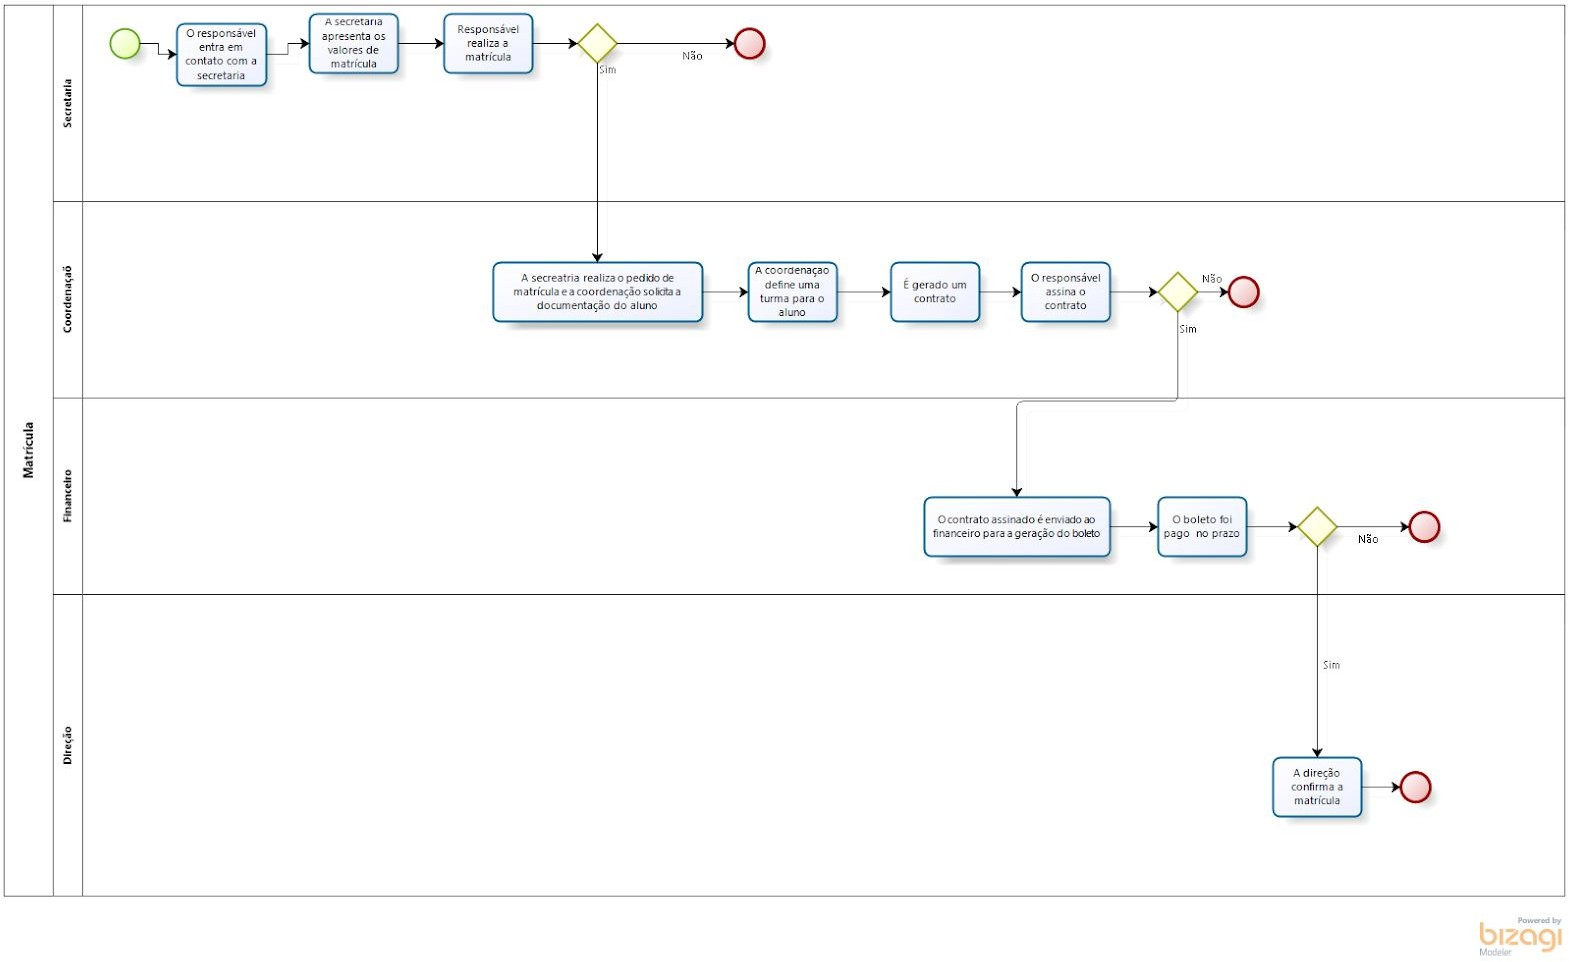 Matrícula
Secretaria
O responsável
entra em
contato com a
secretaria
A secretaria
apresenta os
valores de
matrícula
Responsável
realiza a
matrícula
Não
Sim
Coordenaçaõ
A secreatria realiza o pedido de
matrícula e a coordenação solicita a
documentação do aluno
A coordenaçao
define uma
turma para o
aluno
É gerado um
contrato
O responsável
assina o
contrato
Não
Sim
Financeiro
O contrato assinado é enviado ao
financeiro para a geração do boleto
O boleto foi
pago no prazo
Não
Sim
Direção
A direção
confirma a
matrícula
Powered by
bizagi
Modeler